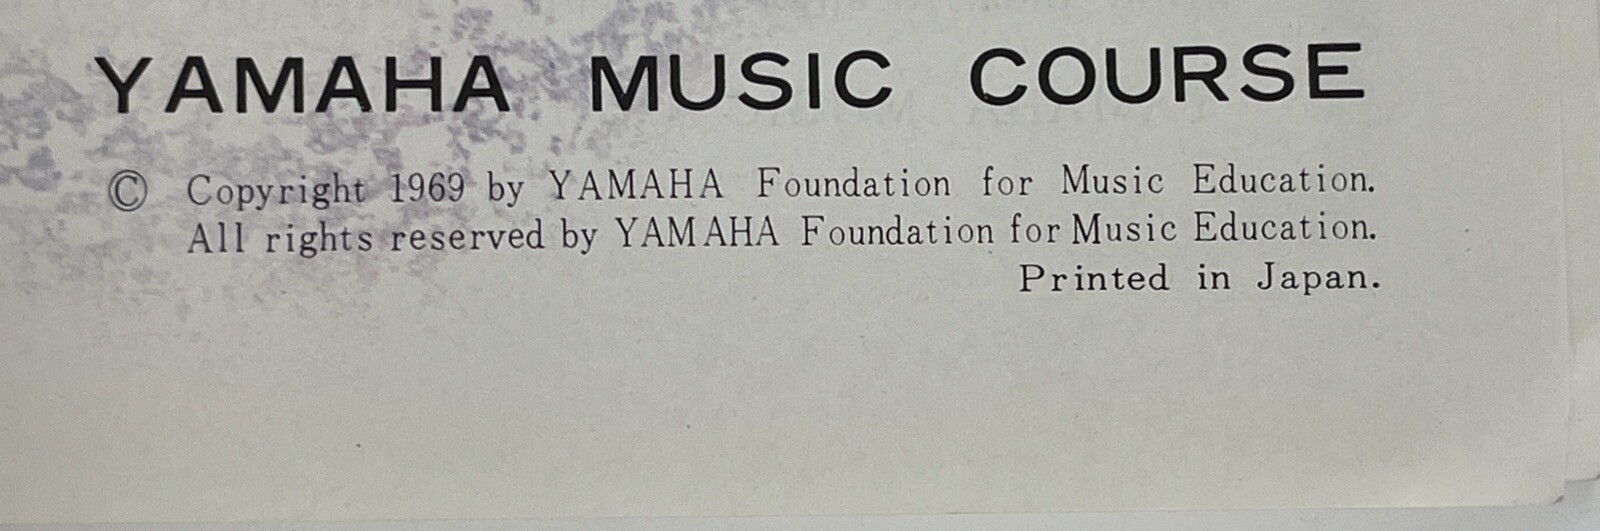 YAMAHA MUSIC COURSE
© Copyright 1969 by YAMAHA Foundation for Music Education.
All rights reserved by YAMAHA Foundation for Music Education.
Printed in Japan.